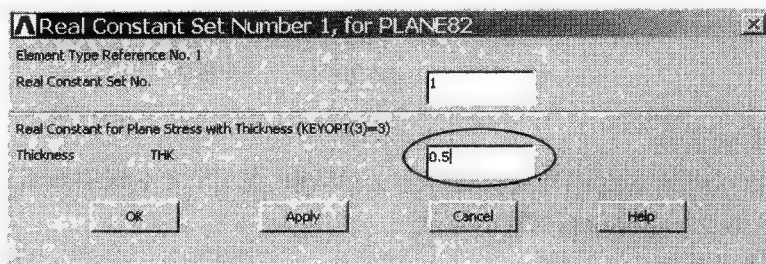 Real Constant Set Number 1, for PLANE82
Element Type Reference No. 1
Real Constant Set No. 1
Real Constant for Plane Stress with Thickness (KEYOPT(3)=3)
Thickness THK 0.5
OK Apply Cancel Help